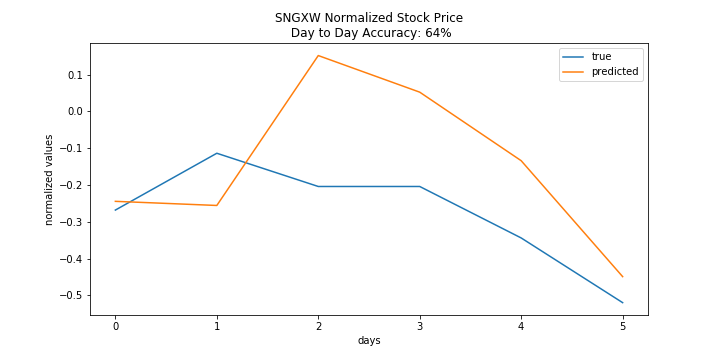 SNGXW Normalized Stock Price
Day to Day Accuracy: 64%
true
predicted
normalized values
0.1
0.0
−0.1
−0.2
−0.3
−0.4
−0.5
0 1 2 3 4 5
days